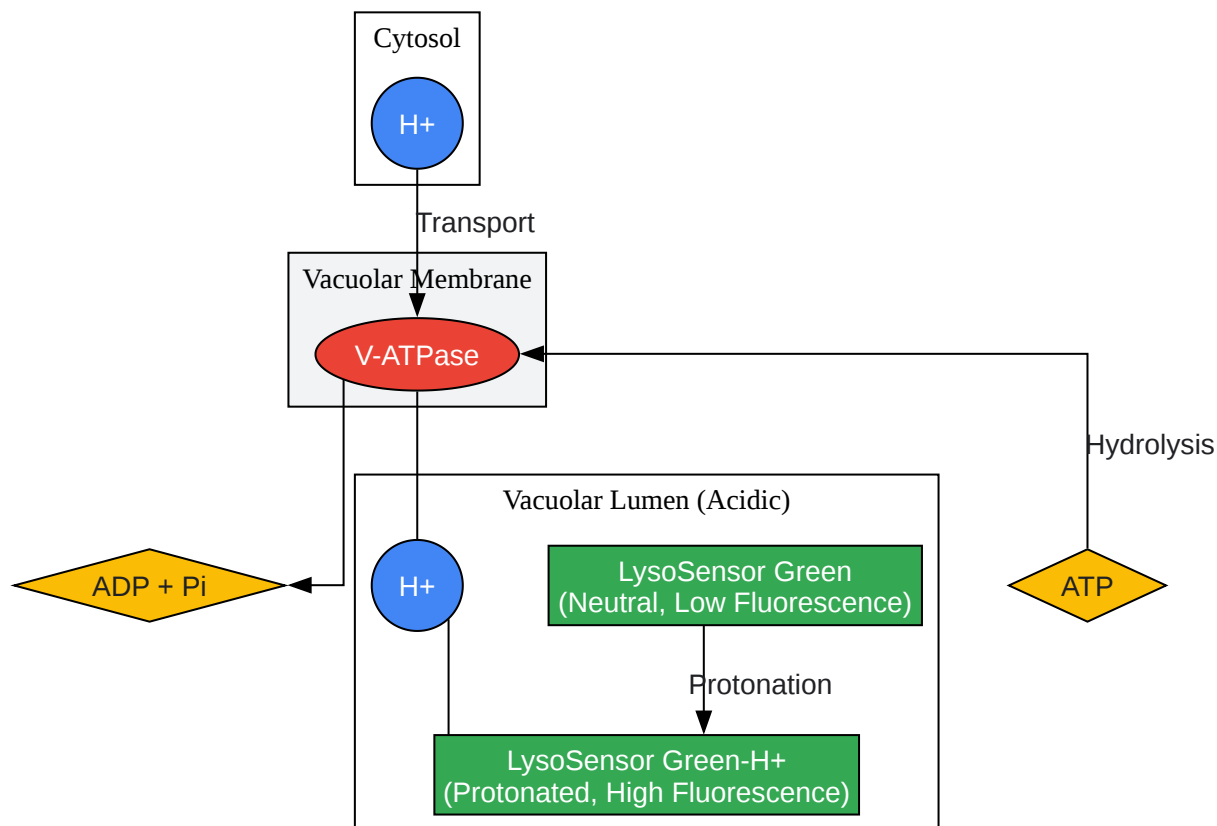 Cytosol
H+
Transport
Vacuolar Membrane
V-ATPase
Hydrolysis
Vacuolar Lumen (Acidic)
ADP + Pi
H+
LysoSensor Green
(Neutral, Low Fluorescence)
ATP
Protonation
LysoSensor Green-H+
(Protonated, High Fluorescence)